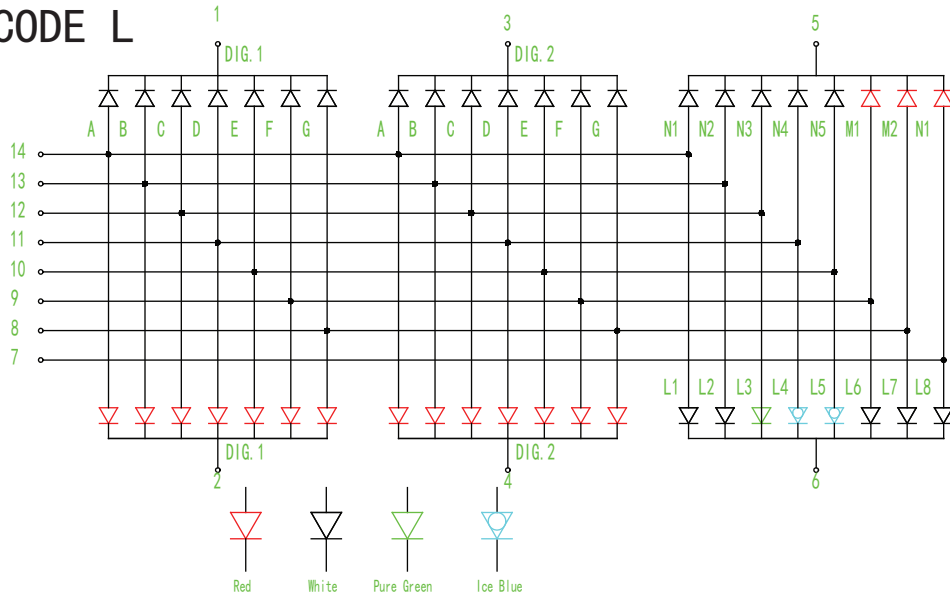 CODE L
1 3 5
DIG.1 DIG.2
A B C D E F G A B C D E F G N1 N2 N3 N4 N5 M1 M2 N1
14
13
12
11
10
9
8
7
L1 L2 L3 L4 L5 L6 L7 L8
DIG.1 DIG.2
2 4 6
Red White Pure Green Ice Blue